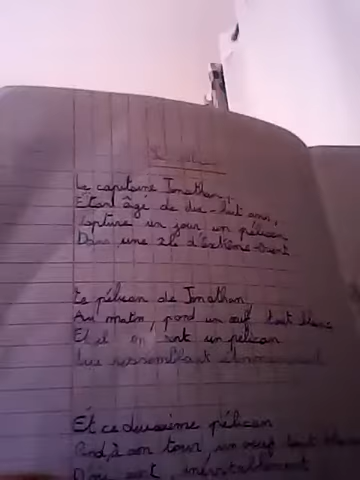 Le capitaine Jonathan,
Étant âgé de dix-huit ans,
Capture un jour un pélican
Dans une île d'Extrême-Orient
Le pélican de Jonathan,
Au matin, pond un œuf tout blanc
Et il en sort un pélican
Lui ressemblant étonnamment
Et ce deuxième pélican
Pond, à son tour, un œuf tout blanc
D'où sort, inévitablement